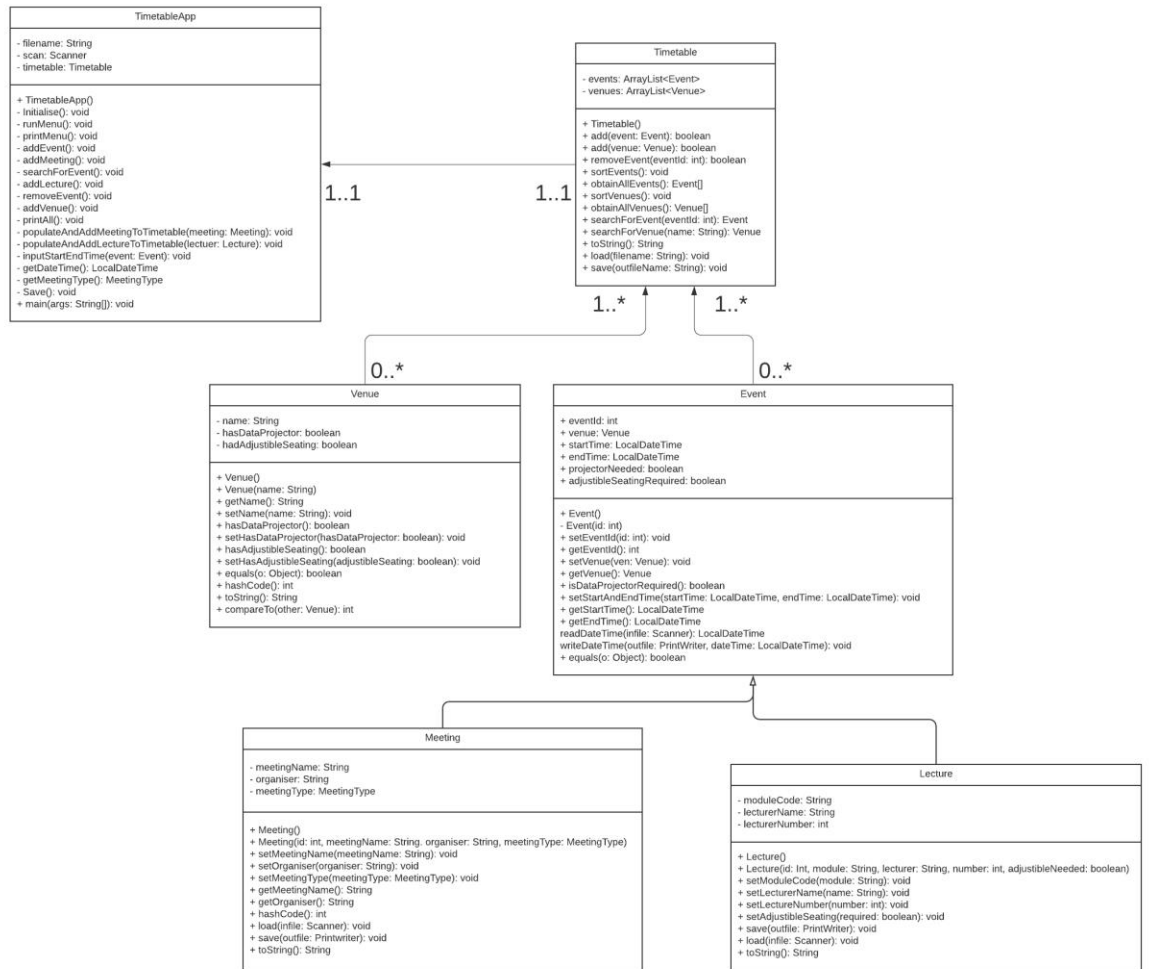 TimetableApp
- filename: String
- scan: Scanner
- timetable: Timetable
+ TimetableApp()
- Initialise(): void
- runMenu(): void
- printMenu(): void
- addEvent(): void
- addMeeting(): void
- searchForEvent(): void
- addLecture(): void
- removeEvent(): void
- addVenue(): void
- printAll(): void
- populateAndAddMeetingToTimetable(meeting: Meeting): void
- populateAndAddLectureToTimetable(lectuer: Lecture): void
- inputStartEndTime(event: Event): void
- getDateTime(): LocalDateTime
- getMeetingType(): MeetingType
- Save(): void
+ main(args: String[]): void
1..1
1..1
Timetable
- events: ArrayList<Event>
- venues: ArrayList<Venue>
+ Timetable()
+ add(event: Event): boolean
+ add(venue: Venue): boolean
+ removeEvent(eventId: int): boolean
+ sortEvents(): void
+ obtainAllEvents(): Event[]
+ sortVenues(): void
+ obtainAllVenues(): Venue[]
+ searchForEvent(eventId: int): Event
+ searchForVenue(name: String): Venue
+ toString(): String
+ load(filename: String): void
+ save(outfileName: String): void
1..*
1..*
0..*
0..*
Venue
- name: String
- hasDataProjector: boolean
- hadAdjustibleSeating: boolean
+ Venue()
+ Venue(name: String)
+ getName(): String
+ setName(name: String): void
+ hasDataProjector(): boolean
+ setHasDataProjector(hasDataProjector: boolean): void
+ hasAdjustibleSeating(): boolean
+ setHasAdjustibleSeating(adjustibleSeating: boolean): void
+ equals(o: Object): boolean
+ hashCode(): int
+ toString(): String
+ compareTo(other: Venue): int
Event
+ eventId: int
+ venue: Venue
+ startTime: LocalDateTime
+ endTime: LocalDateTime
+ projectorNeeded: boolean
+ adjustibleSeatingRequired: boolean
+ Event()
- Event(id: int)
+ setEventId(id: int): void
+ getEventId(): int
+ setVenue(ven: Venue): void
+ getVenue(): Venue
+ isDataProjectorRequired(): boolean
+ setStartAndEndTime(startTime: LocalDateTime, endTime: LocalDateTime): void
+ getStartTime(): LocalDateTime
+ getEndTime(): LocalDateTime
readDateTime(infile: Scanner): LocalDateTime
writeDateTime(outfile: PrintWriter, dateTime: LocalDateTime): void
+ equals(o: Object): boolean
Meeting
- meetingName: String
- organiser: String
- meetingType: MeetingType
+ Meeting()
+ Meeting(id: int, meetingName: String. organiser: String, meetingType: MeetingType)
+ setMeetingName(meetingName: String): void
+ setOrganiser(organiser: String): void
+ setMeetingType(meetingType: MeetingType): void
+ getMeetingName(): String
+ getOrganiser(): String
+ hashCode(): int
+ load(infile: Scanner): void
+ save(outfile: Printwriter): void
+ toString(): String
Lecture
- moduleCode: String
- lecturerName: String
- lecturerNumber: int
+ Lecture()
+ Lecture(id: Int, module: String, lecturer: String, number: int, adjustibleNeeded: boolean)
+ setModuleCode(module: String): void
+ setLecturerName(name: String): void
+ setLectureNumber(number: int): void
+ setAdjustibleSeating(required: boolean): void
+ save(outfile: PrintWriter): void
+ load(infile: Scanner): void
+ toString(): String